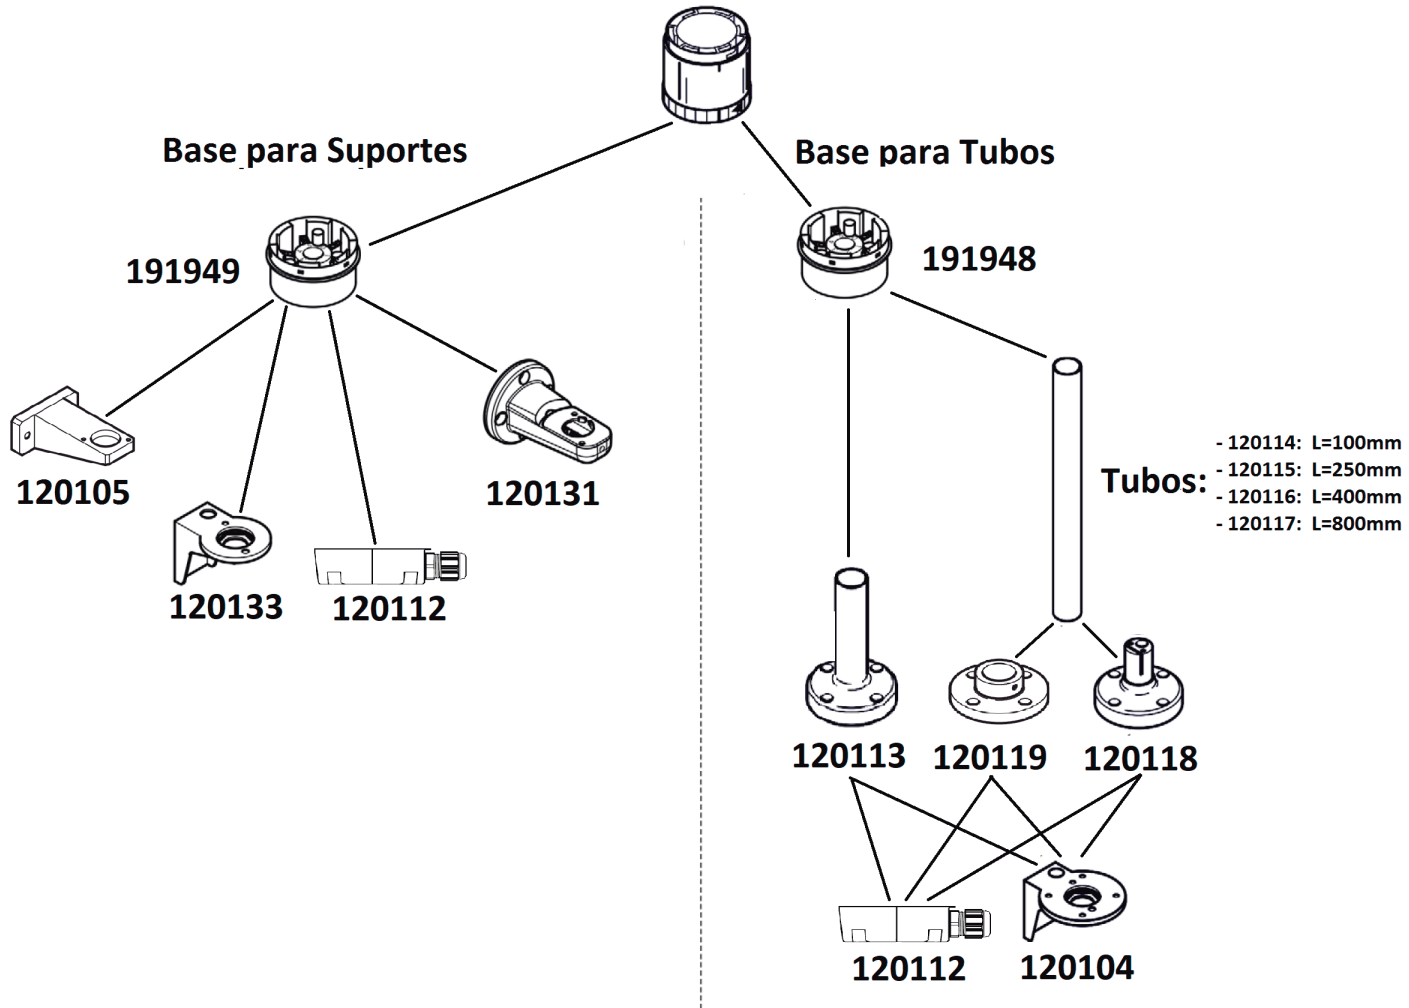 Base para Suportes
Base para Tubos
191949
191948
120105
120131
120133
120112
Tubos:
- 120114: L=100mm
- 120115: L=250mm
- 120116: L=400mm
- 120117: L=800mm
120113
120119
120118
120112
120104